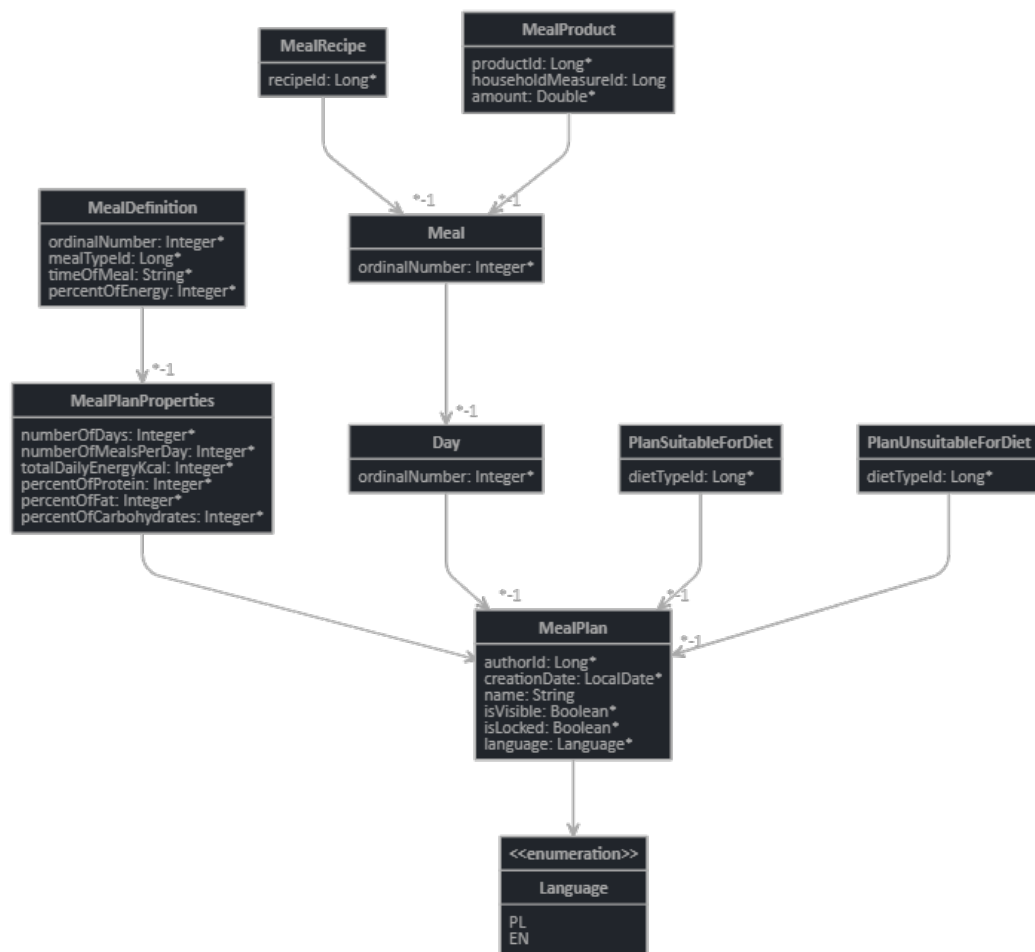 MealRecipe
recipeId: Long*
MealProduct
productId: Long*
householdMeasureId: Long
amount: Double*
*-1
*-1
MealDefinition
ordinalNumber: Integer*
mealTypeId: Long*
timeOfMeal: String*
percentOfEnergy: Integer*
Meal
ordinalNumber: Integer*
*-1
*-1
MealPlanProperties
numberOfDays: Integer*
numberOfMealsPerDay: Integer*
totalDailyEnergyKcal: Integer*
percentOfProtein: Integer*
percentOfFat: Integer*
percentOfCarbohydrates: Integer*
Day
ordinalNumber: Integer*
PlanSuitableForDiet
dietTypeId: Long*
PlanUnsuitableForDiet
dietTypeId: Long*
*-1
*-1
*-1
MealPlan
authorId: Long*
creationDate: LocalDate*
name: String
isVisible: Boolean*
isLocked: Boolean*
language: Language*
<<enumeration>>
Language
PL
EN